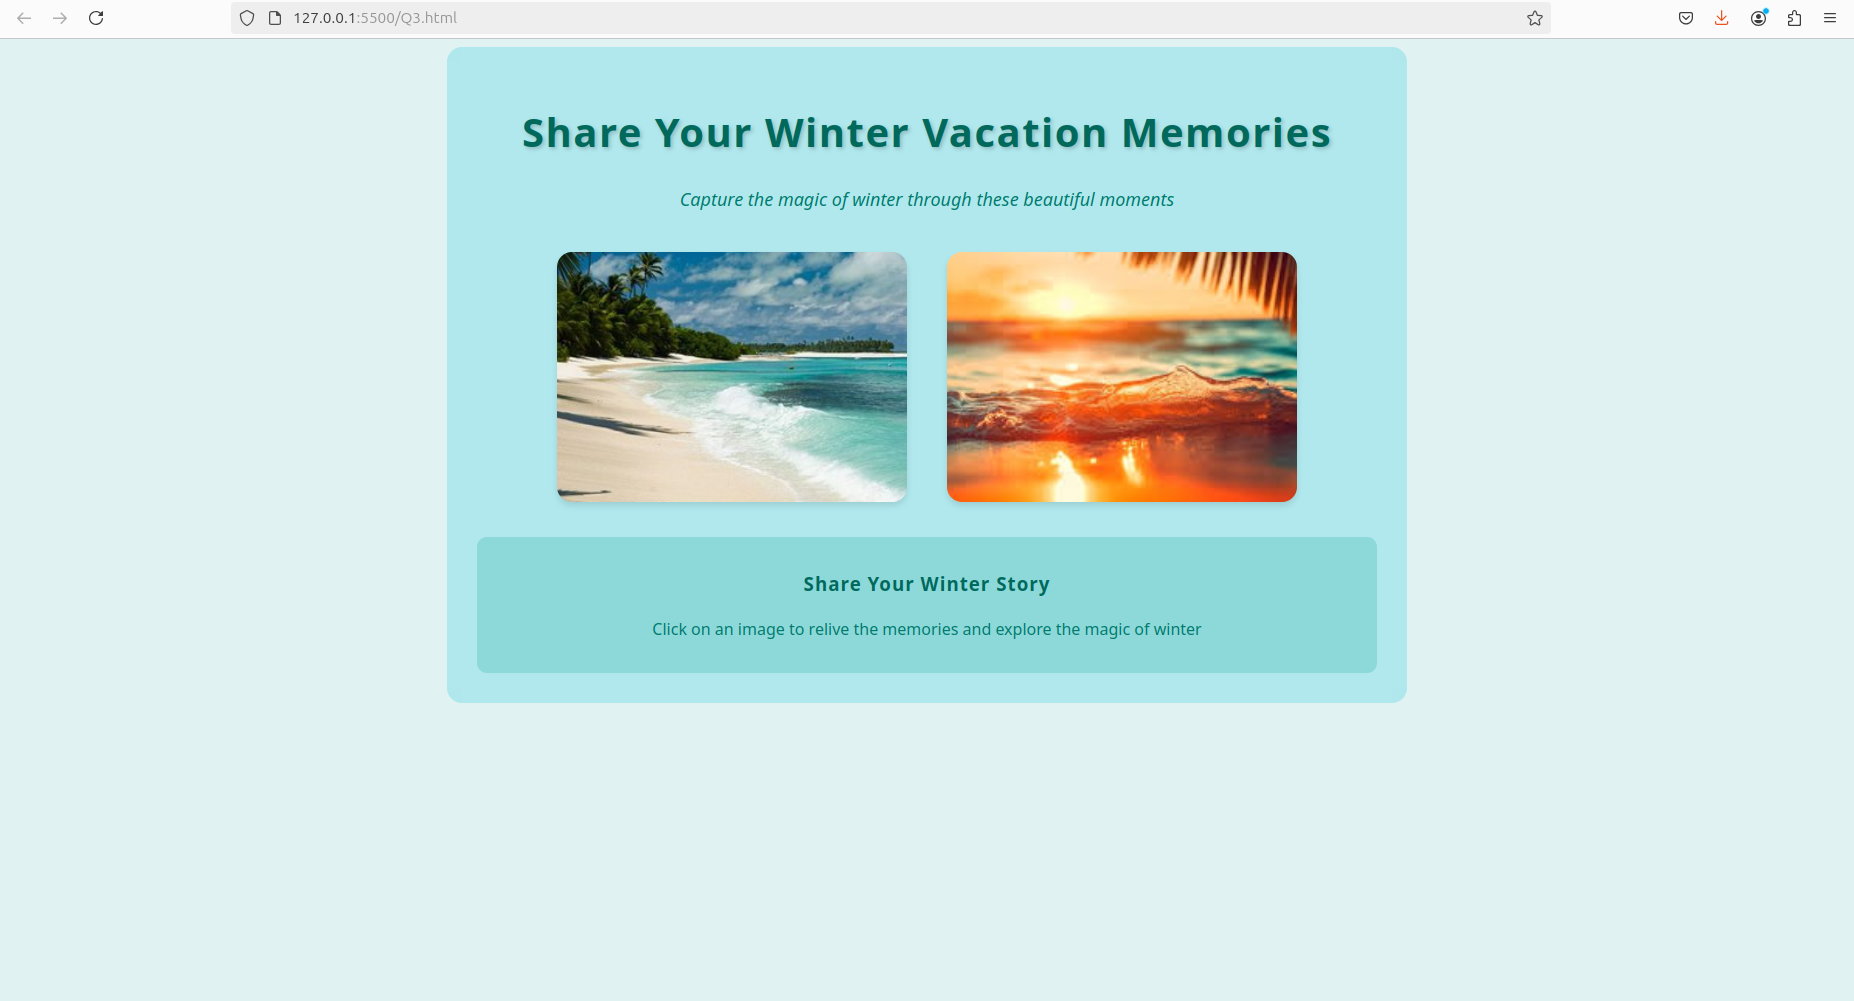 127.0.0.1:5500/Q3.html
Share Your Winter Vacation Memories
Capture the magic of winter through these beautiful moments
Share Your Winter Story
Click on an image to relive the memories and explore the magic of winter